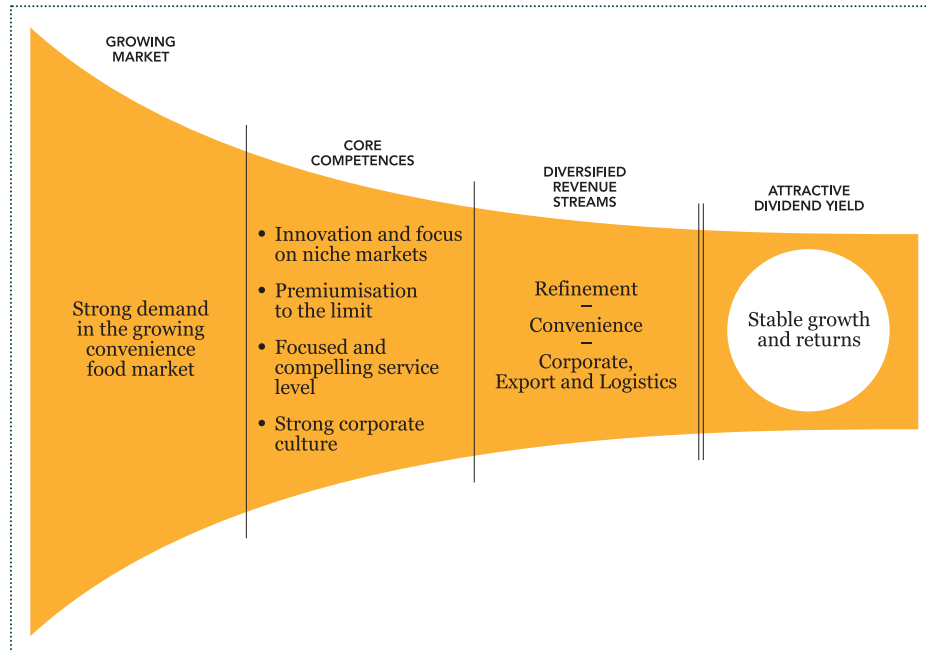 GROWING
MARKET
Strong demand
in the growing
convenience
food market
CORE
COMPETENCES
• Innovation and focus
on niche markets
• Premiumisation
to the limit
• Focused and
compelling service
level
• Strong corporate
culture
DIVERSIFIED
REVENUE
STREAMS
Refinement
–
Convenience
–
Corporate,
Export and Logistics
ATTRACTIVE
DIVIDEND YIELD
Stable growth
and returns